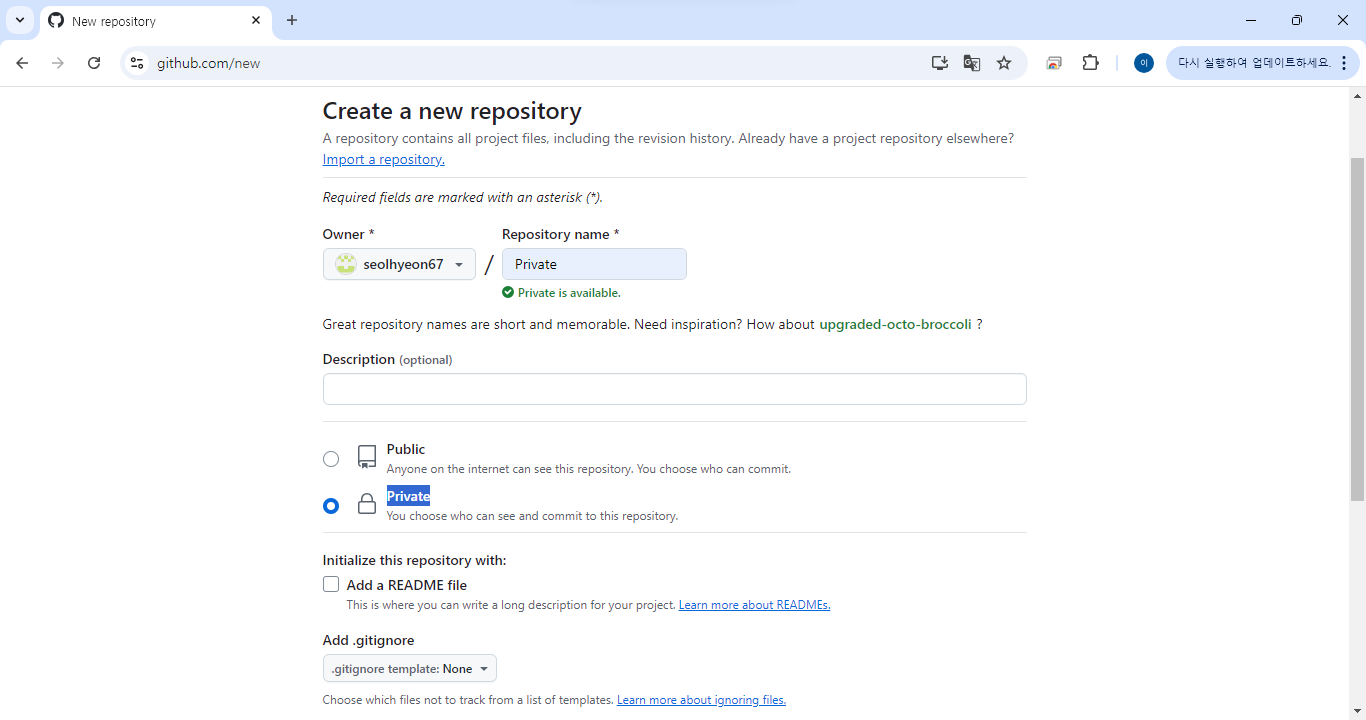 New repository
github.com/new
이
다시 실행하여 업데이트하세요.
Create a new repository
A repository contains all project files, including the revision history. Already have a project repository elsewhere?
Import a repository.
Required fields are marked with an asterisk (*).
Owner * Repository name *
seolhyeon67 / Private
Private is available.
Great repository names are short and memorable. Need inspiration? How about upgraded-octo-broccoli ?
Description (optional)
Public
Anyone on the internet can see this repository. You choose who can commit.
Private
You choose who can see and commit to this repository.
Initialize this repository with:
Add a README file
This is where you can write a long description for your project. Learn more about READMEs.
Add .gitignore
.gitignore template: None
Choose which files not to track from a list of templates. Learn more about ignoring files.